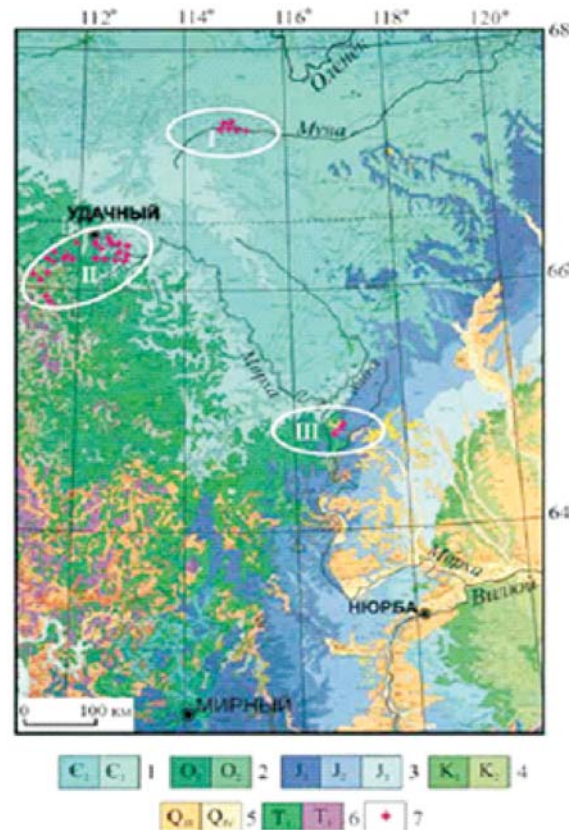 112 114 116 118 120°
68
Оленек
I Муна
УДАЧНЫЙ
II
66
Марха
III
64
Марха
НЮРБА Вилюй
0 100 км МИРНЫЙ
Є Є 1 O O 2 J J J 3 K K 4
Q Q 5 T T 6 7